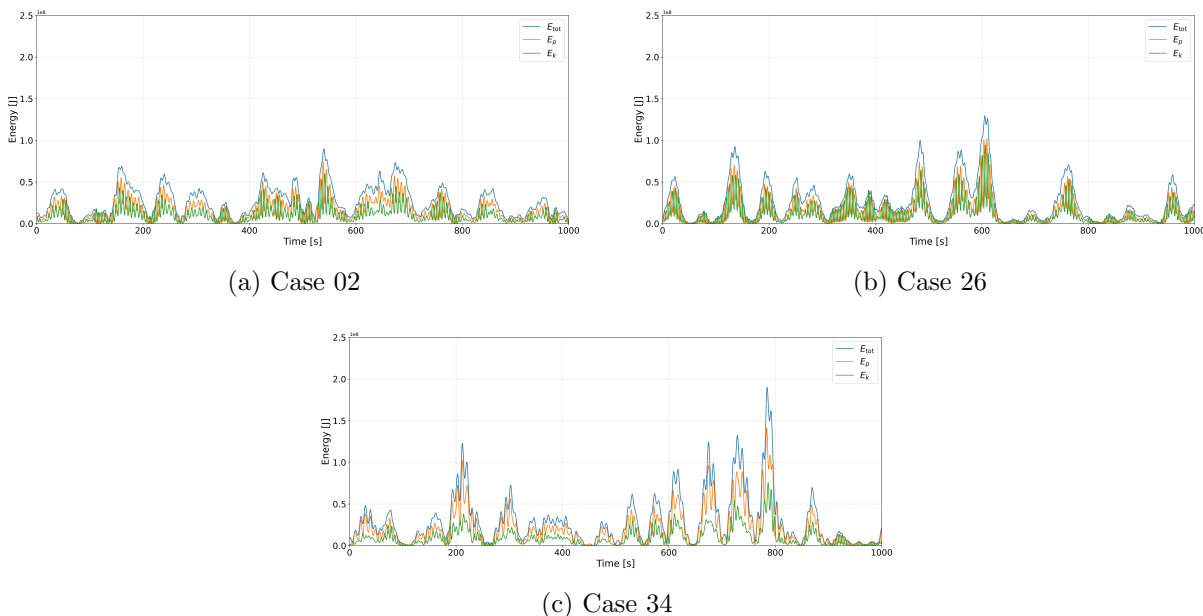 1e8
2.5
2.0
1.5
1.0
0.5
0.0
Energy [J]
0 200 400 600 800 1000
Time [s]
E_tot
E_p
E_k
(a) Case 02
1e8
2.5
2.0
1.5
1.0
0.5
0.0
Energy [J]
0 200 400 600 800 1000
Time [s]
E_tot
E_p
E_k
(b) Case 26
1e8
2.5
2.0
1.5
1.0
0.5
0.0
Energy [J]
0 200 400 600 800 1000
Time [s]
E_tot
E_p
E_k
(c) Case 34